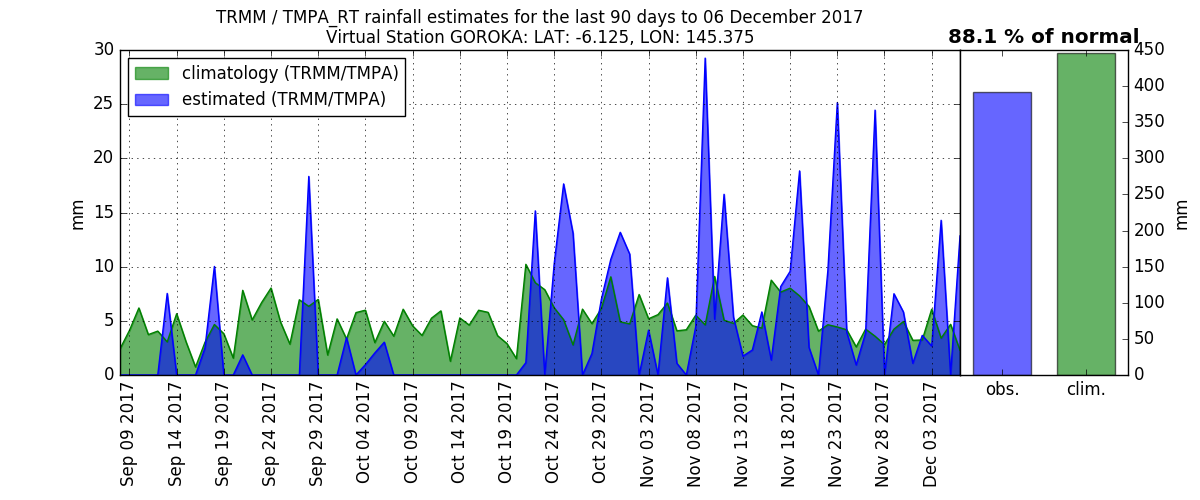 TRMM / TMPA_RT rainfall estimates for the last 90 days to 06 December 2017
Virtual Station GOROKA: LAT: -6.125, LON: 145.375
88.1 % of normal
climatology (TRMM/TMPA)
estimated (TRMM/TMPA)
mm
30
25
20
15
10
5
0
Sep 09 2017
Sep 14 2017
Sep 19 2017
Sep 24 2017
Sep 29 2017
Oct 04 2017
Oct 09 2017
Oct 14 2017
Oct 19 2017
Oct 24 2017
Oct 29 2017
Nov 03 2017
Nov 08 2017
Nov 13 2017
Nov 18 2017
Nov 23 2017
Nov 28 2017
Dec 03 2017
obs.
clim.
450
400
350
300
250
200
150
100
50
0
mm